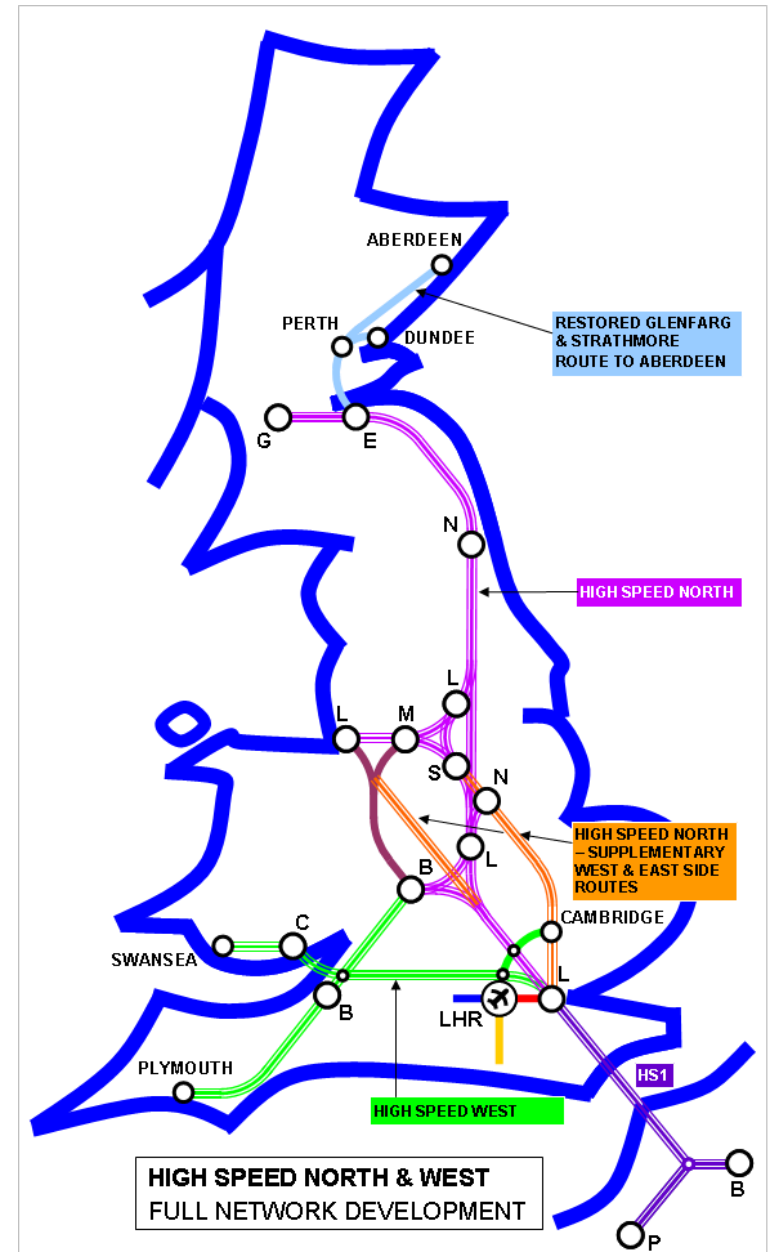 ABERDEEN
PERTH
DUNDEE
RESTORED GLENFARG
& STRATHMORE
ROUTE TO ABERDEEN
G
E
N
HIGH SPEED NORTH
L
L
M
S
N
HIGH SPEED NORTH
– SUPPLEMENTARY
WEST & EAST SIDE
ROUTES
L
B
CAMBRIDGE
C
SWANSEA
L
B
LHR
PLYMOUTH
HS1
HIGH SPEED WEST
B
P
HIGH SPEED NORTH & WEST
FULL NETWORK DEVELOPMENT